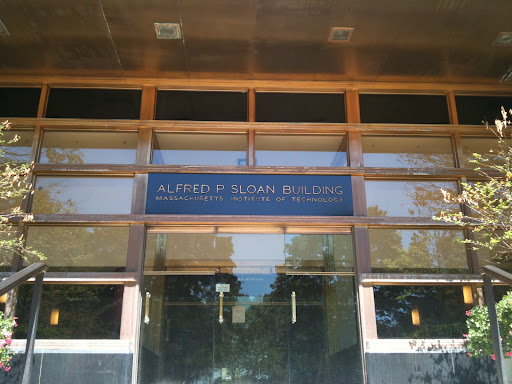 ALFRED P. SLOAN BUILDING
MASSACHUSETTS INSTITUTE OF TECHNOLOGY